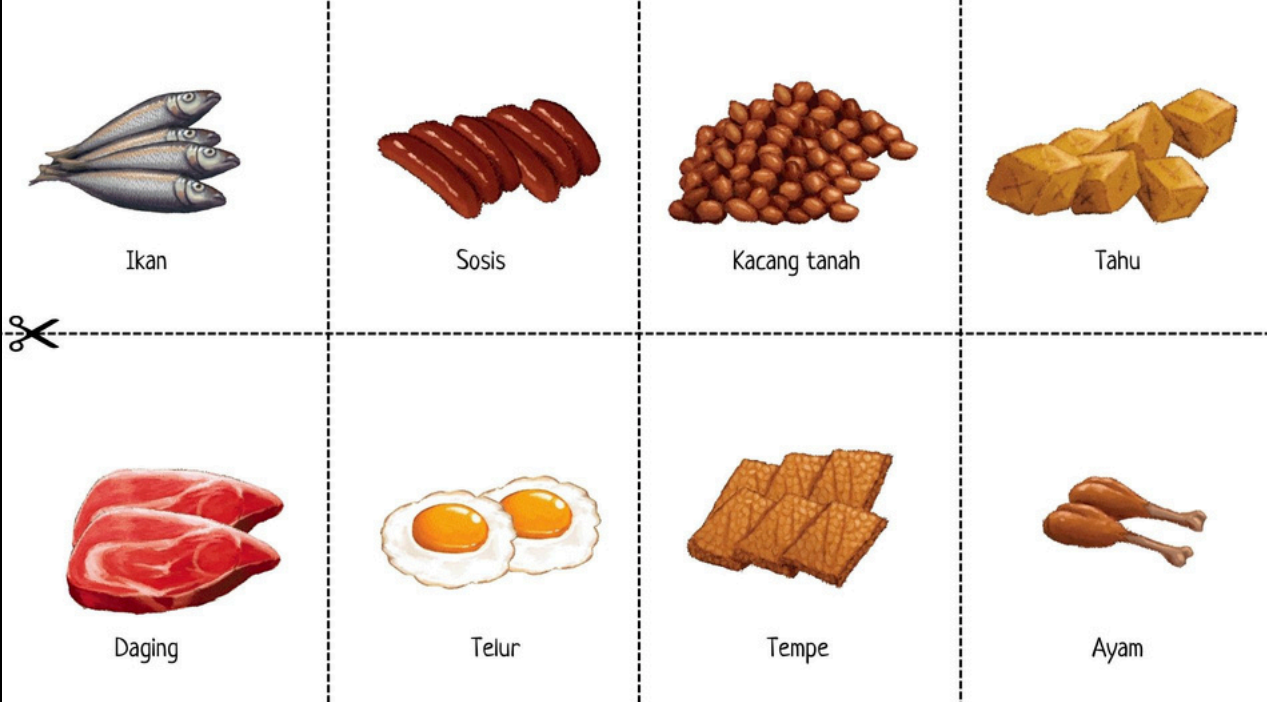 Ikan
Sosis
Kacang tanah
Tahu
Daging
Telur
Tempe
Ayam